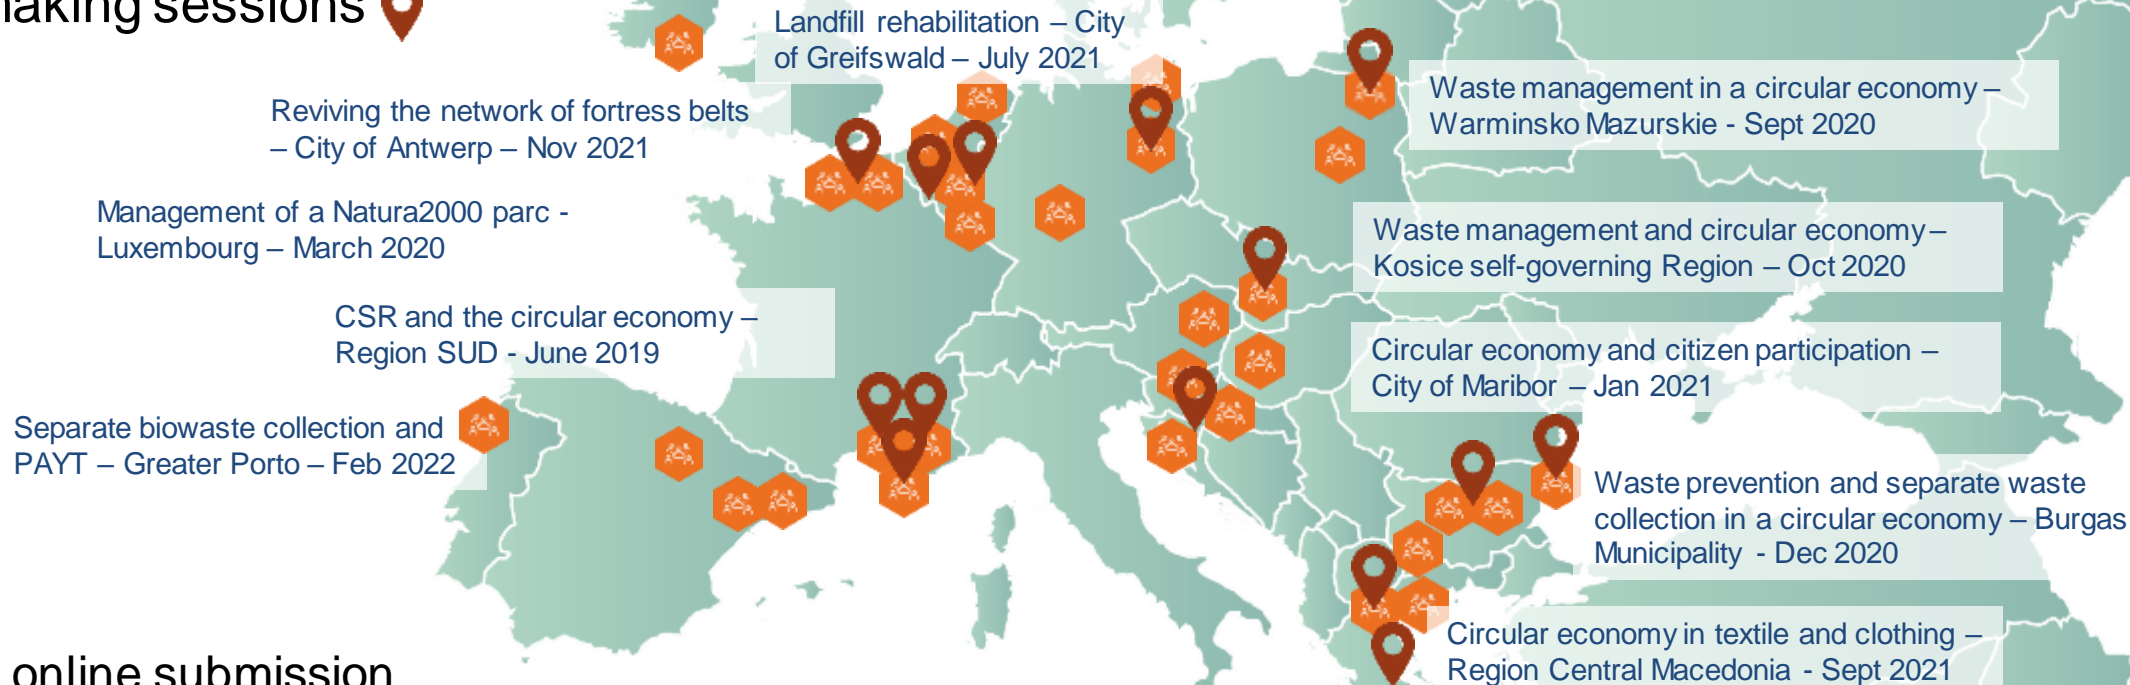 making sessions
Landfill rehabilitation – City
of Greifswald – July 2021
Reviving the network of fortress belts
– City of Antwerp – Nov 2021
Management of a Natura2000 parc -
Luxembourg – March 2020
CSR and the circular economy –
Region SUD - June 2019
Separate biowaste collection and
PAYT – Greater Porto – Feb 2022
Waste management in a circular economy –
Warminsko Mazurskie - Sept 2020
Waste management and circular economy –
Kosice self-governing Region – Oct 2020
Circular economy and citizen participation –
City of Maribor – Jan 2021
Waste prevention and separate waste
collection in a circular economy – Burgas
Municipality - Dec 2020
Circular economy in textile and clothing –
Region Central Macedonia - Sept 2021
online submission